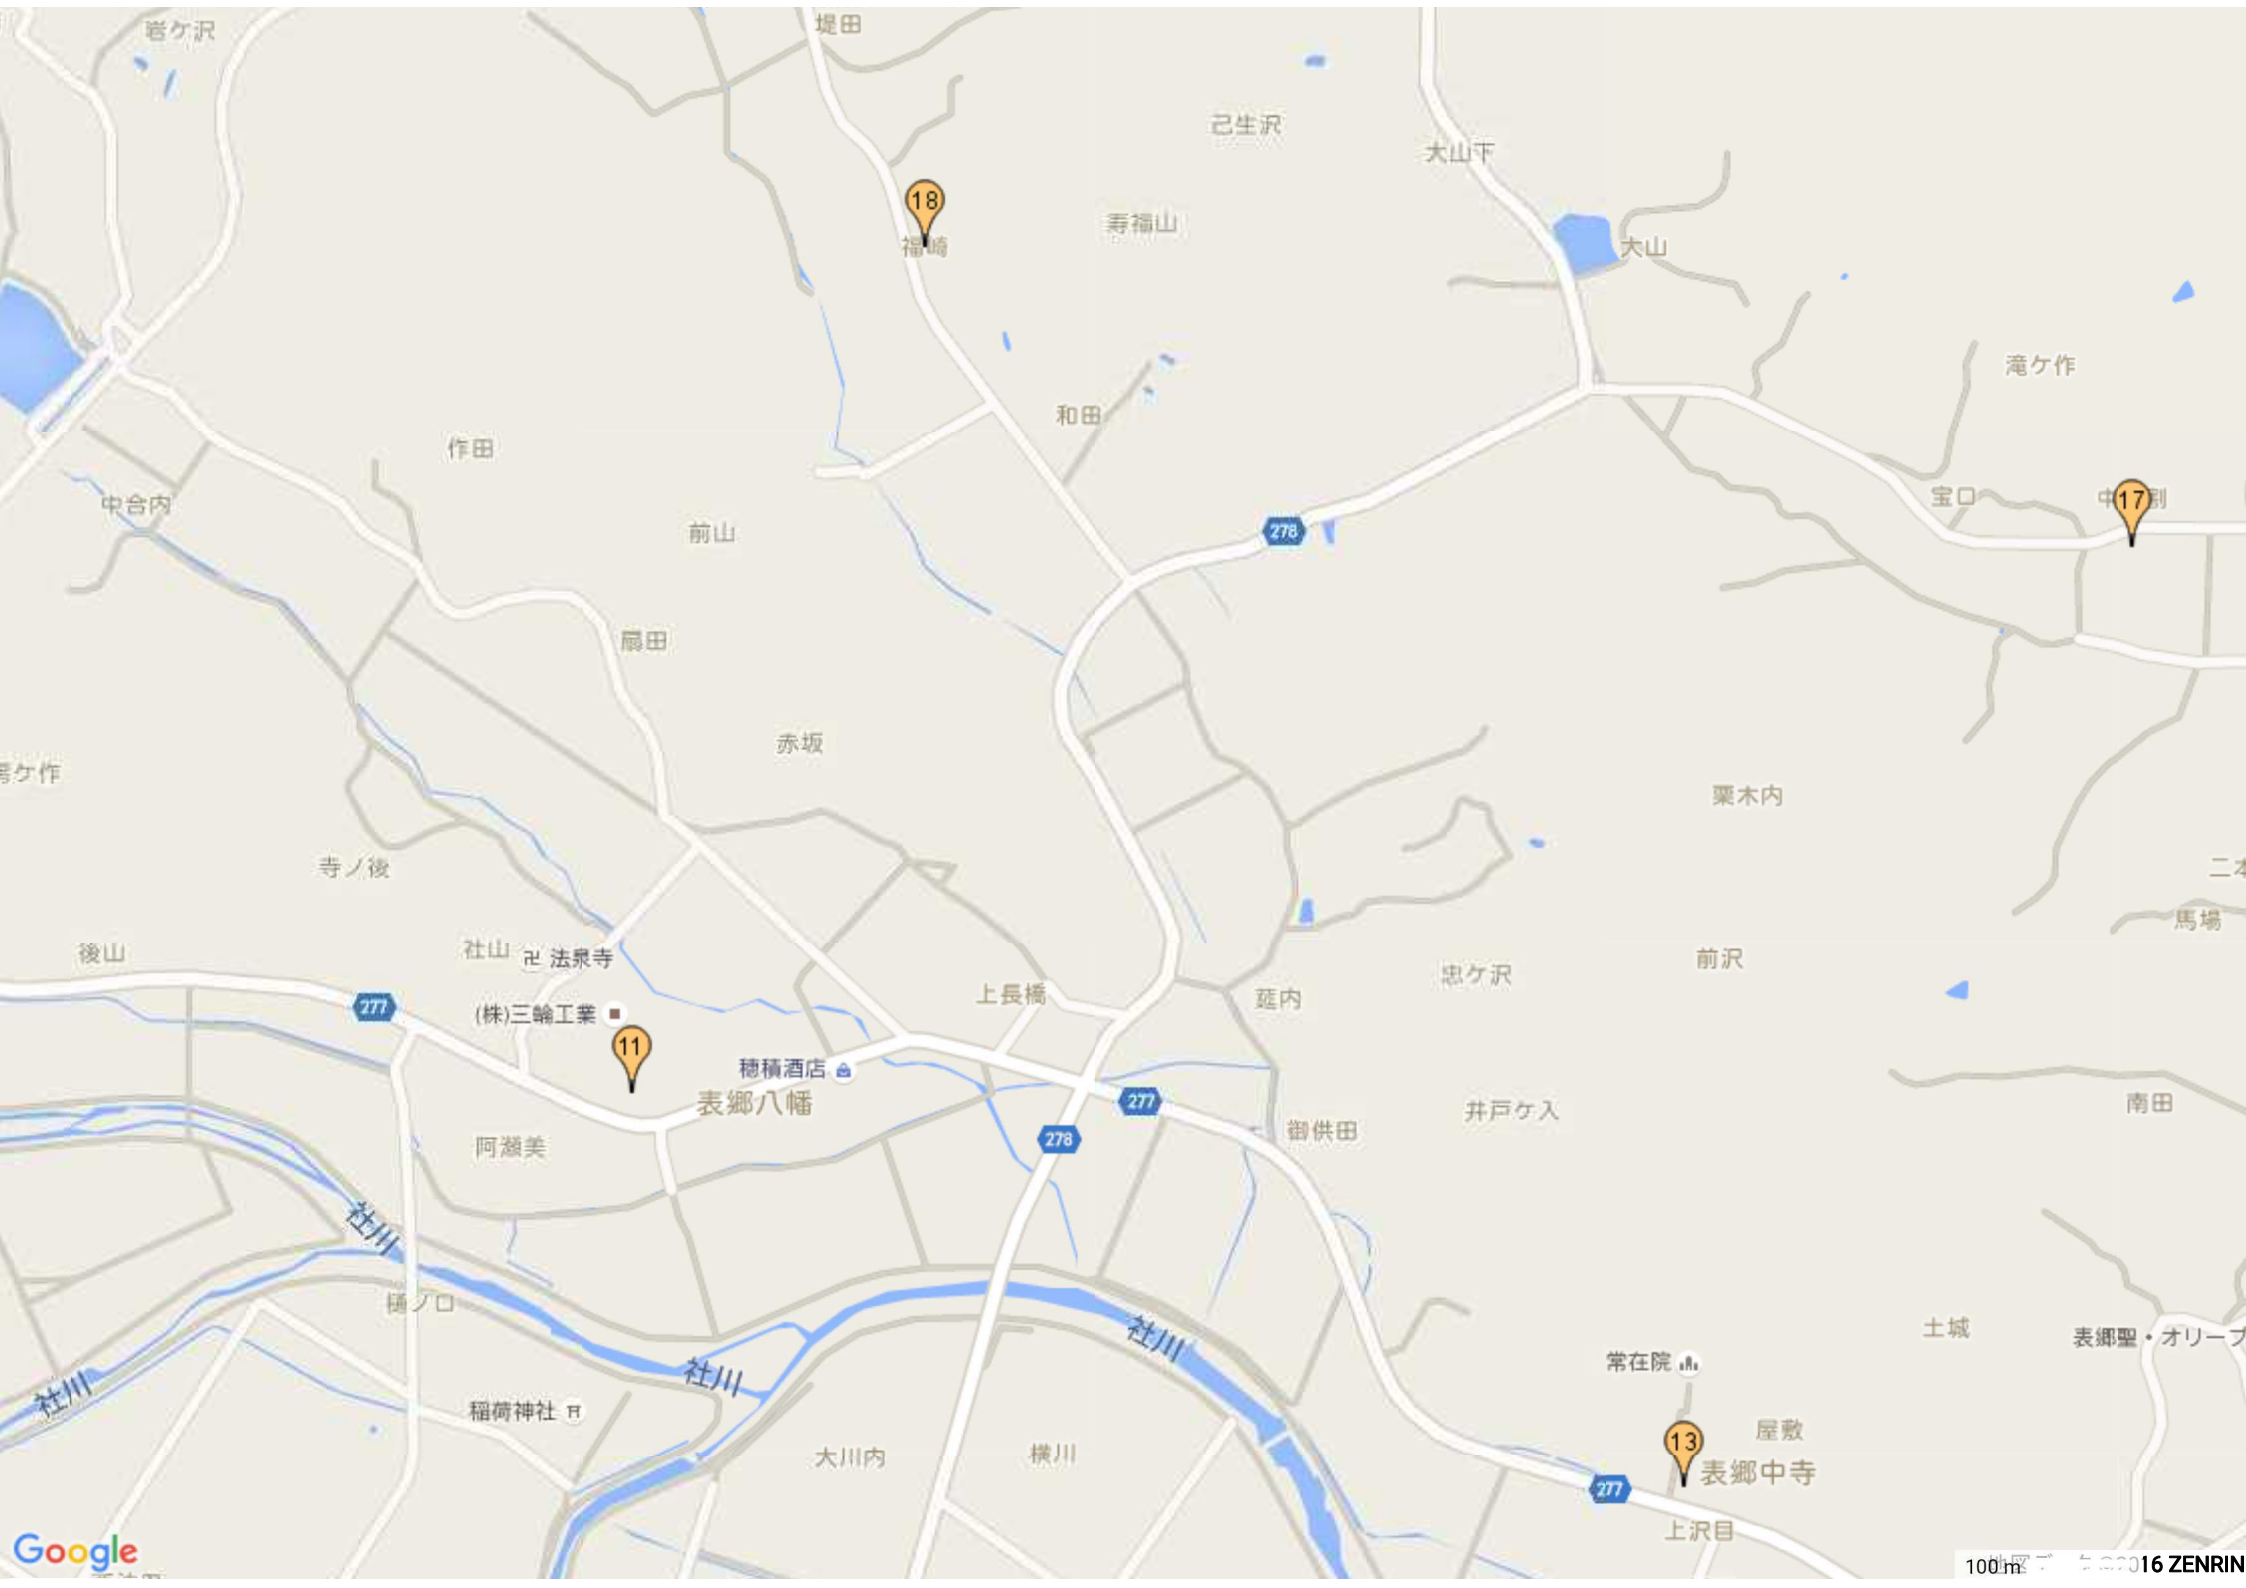 岩ケ沢
堤田
己生沢
大山下
18
福崎
寿福山
大山
滝ケ作
和田
作田
中合内
宝口
17
前山
278
扇田
赤坂
ケ作
栗木内
寺ノ後
馬場
後山
社山
卍 法泉寺
前沢
忠ケ沢
上長橋
莚内
277
(株)三輪工業
11
穂積酒店
表郷八幡
277
南田
井戸ケ入
御供田
278
阿瀬美
社川
樋ノ口
土城
社川
表郷聖・オリーブ
常在院
社川
社川
稲荷神社
屋敷
13
大川内
横川
表郷中寺
277
上沢目
Google
100 m
16 ZENRIN